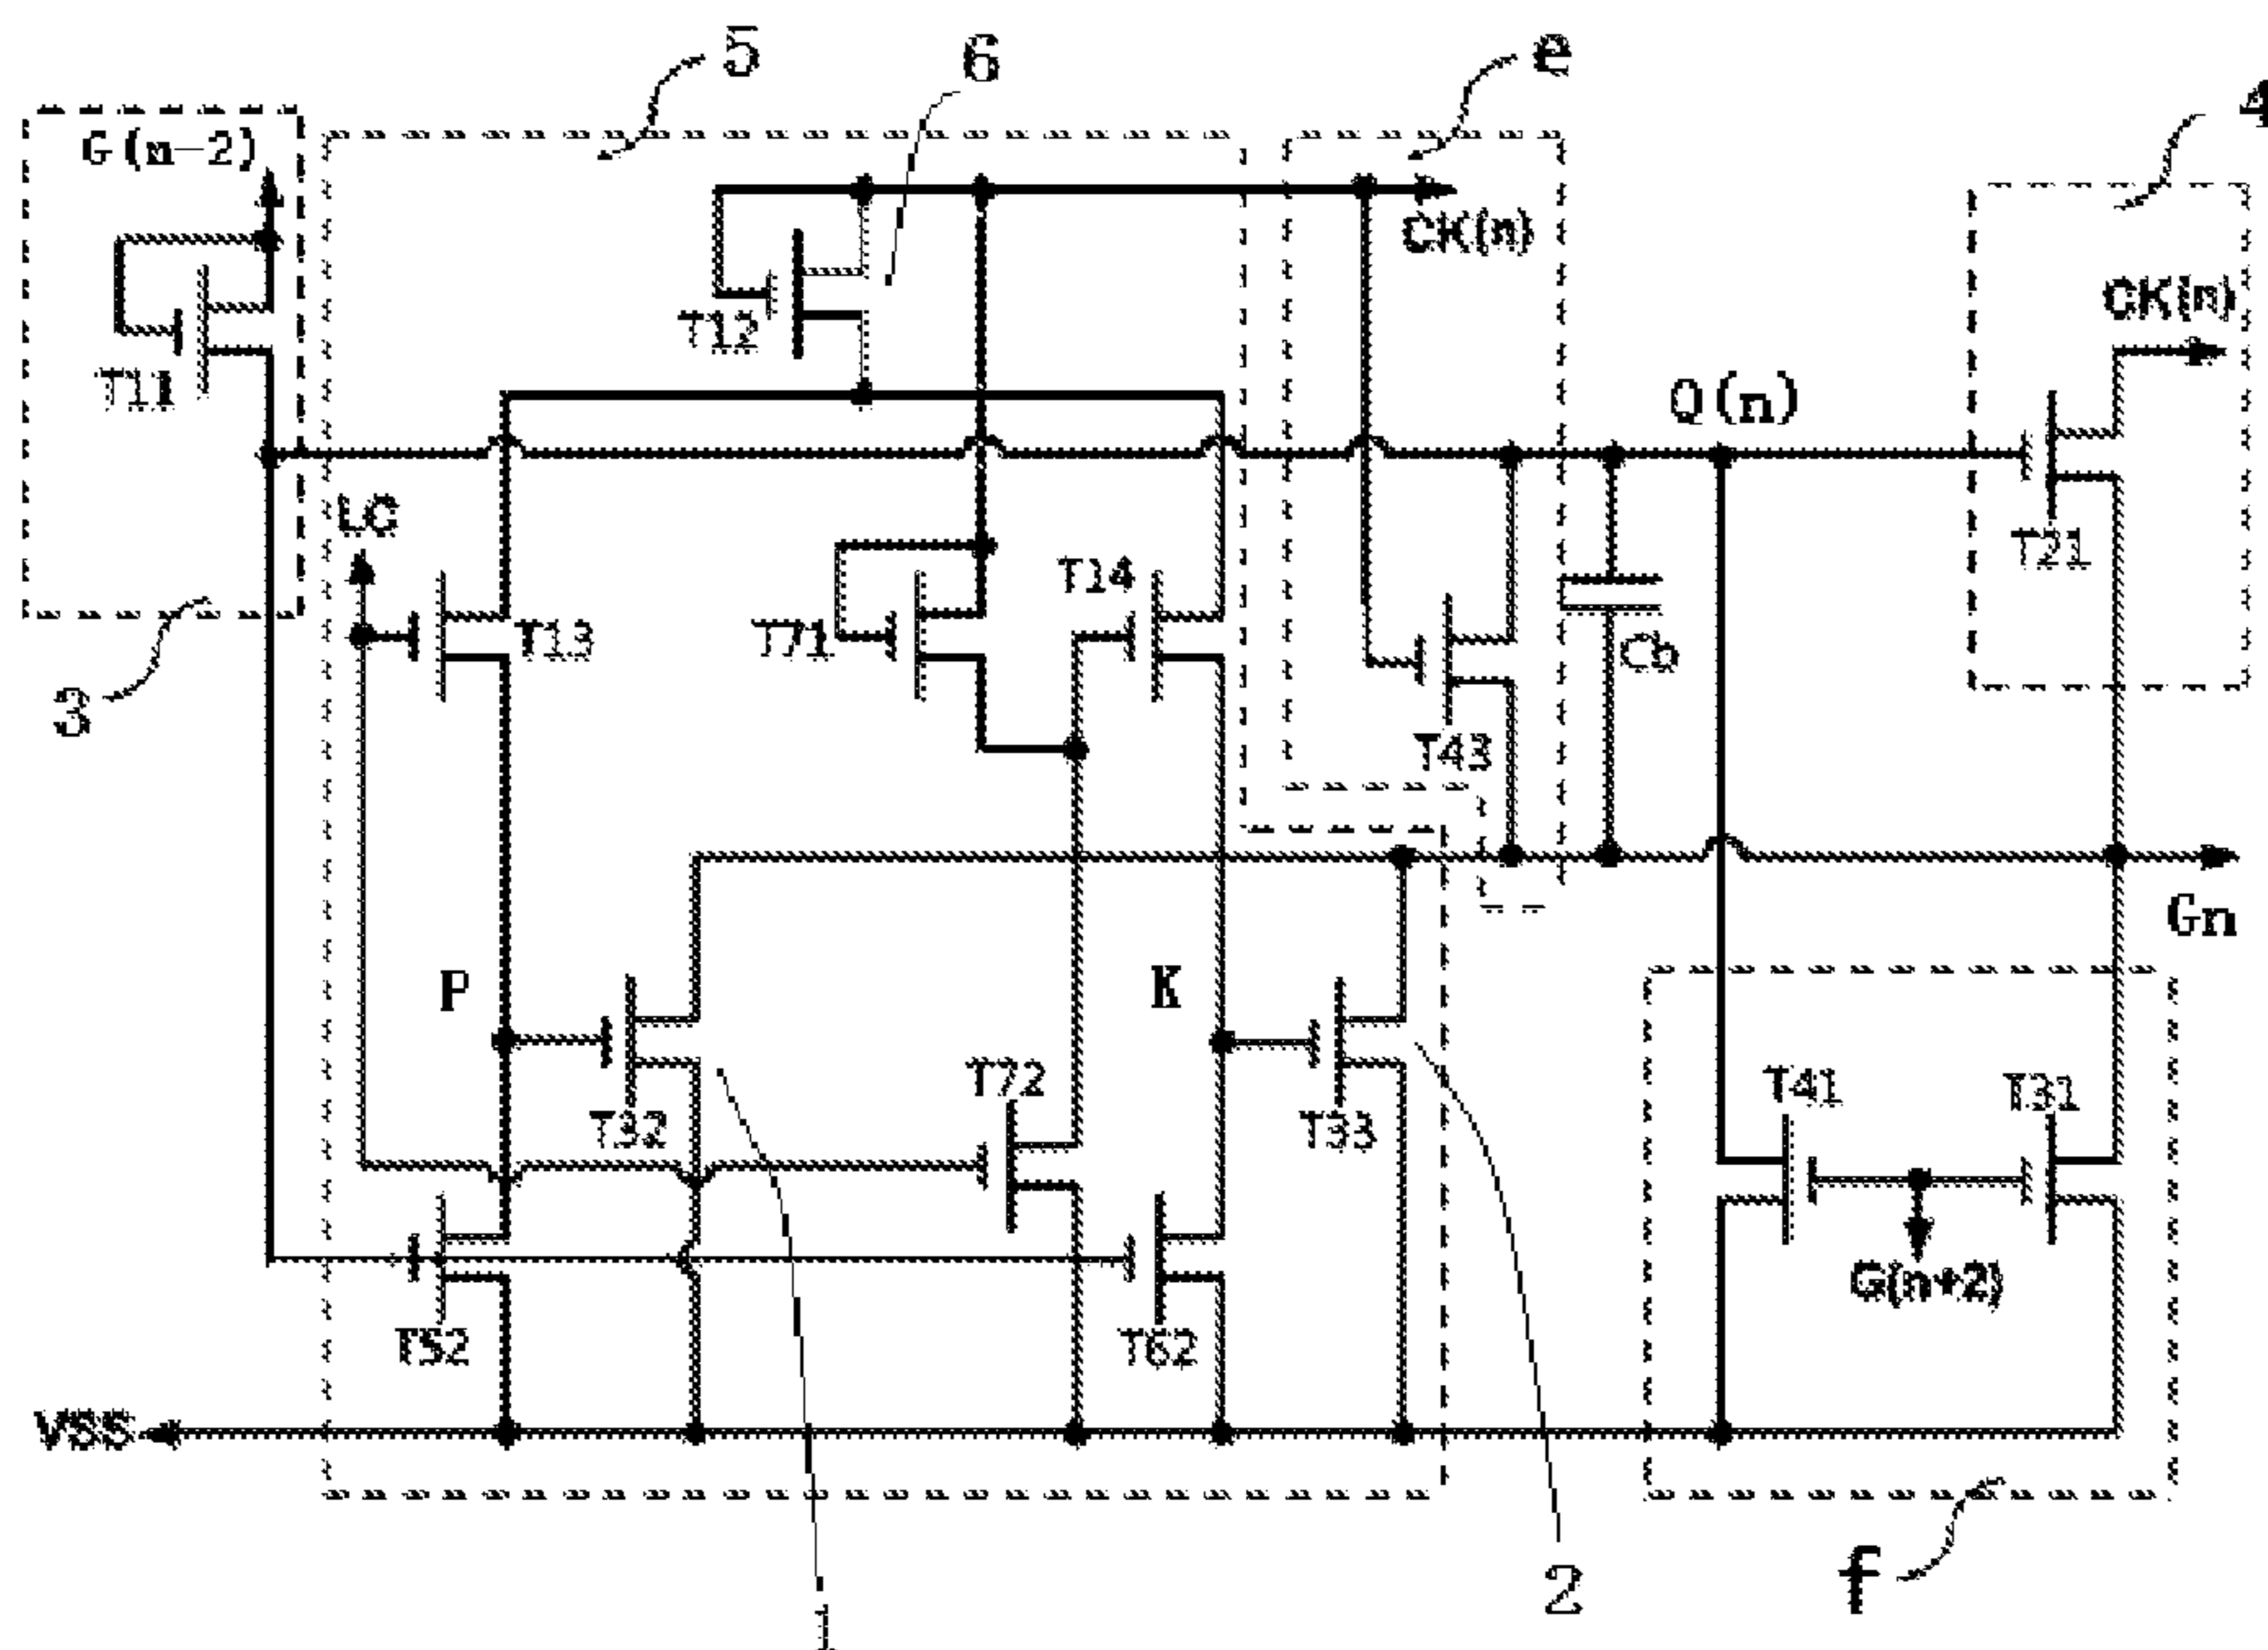 5
6
e
4
G(n-2)
CK(n)
CK(n)
T12
T11
Q(n)
LC
T21
T13
T71
T14
Cb
3
T43
Gn
P
K
T72
T41
T31
T32
T33
G(n+2)
T52
T62
VSS
1
2
f